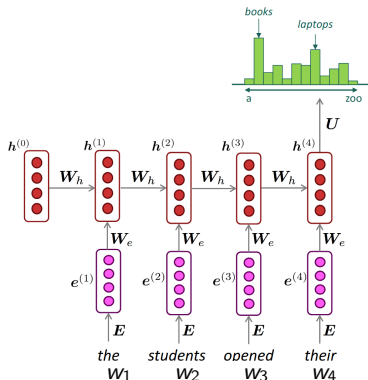 books
laptops
a zoo
U
h(0) h(1) h(2) h(3) h(4)
Wh Wh Wh Wh
We We We We
e(1) e(2) e(3) e(4)
E E E E
the students opened their
W1 W2 W3 W4